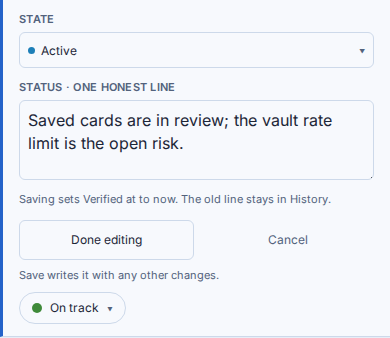 STATE
Active
STATUS · ONE HONEST LINE
Saved cards are in review; the vault rate
limit is the open risk.
Saving sets Verified at to now. The old line stays in History.
Done editing
Cancel
Save writes it with any other changes.
On track